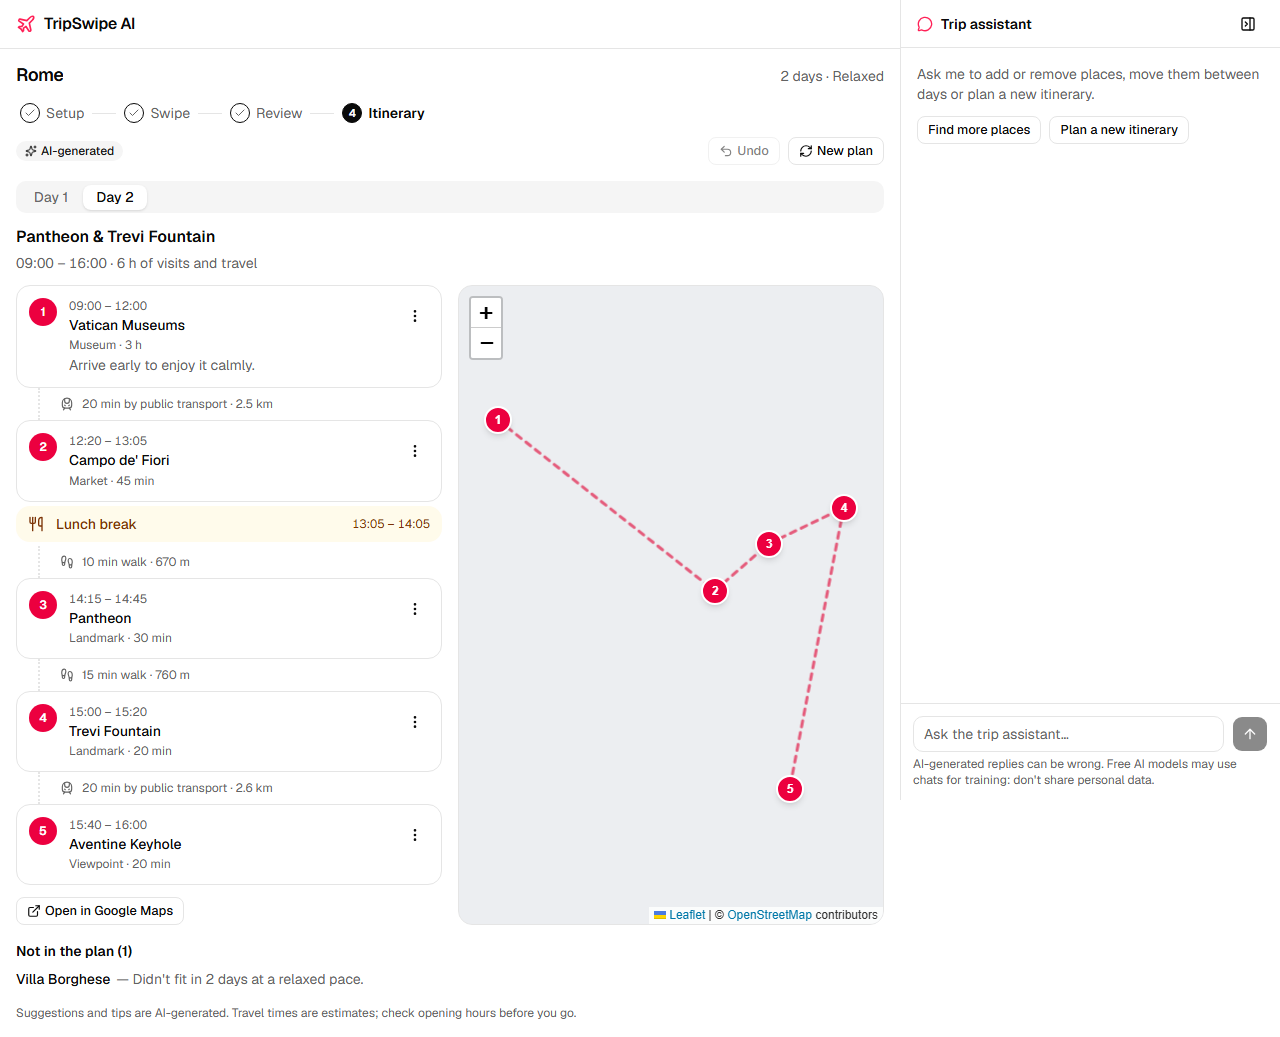 TripSwipe AI
Rome
2 days · Relaxed
Setup
Swipe
Review
4 Itinerary
AI-generated
Undo
New plan
Day 1
Day 2
Pantheon & Trevi Fountain
09:00 – 16:00 · 6 h of visits and travel
1
09:00 – 12:00
Vatican Museums
Museum · 3 h
Arrive early to enjoy it calmly.
20 min by public transport · 2.5 km
2
12:20 – 13:05
Campo de' Fiori
Market · 45 min
Lunch break
13:05 – 14:05
10 min walk · 670 m
3
14:15 – 14:45
Pantheon
Landmark · 30 min
15 min walk · 760 m
4
15:00 – 15:20
Trevi Fountain
Landmark · 20 min
20 min by public transport · 2.6 km
5
15:40 – 16:00
Aventine Keyhole
Viewpoint · 20 min
Open in Google Maps
+
−
1
4
3
2
5
Leaflet | © OpenStreetMap contributors
Not in the plan (1)
Villa Borghese — Didn't fit in 2 days at a relaxed pace.
Suggestions and tips are AI-generated. Travel times are estimates; check opening hours before you go.
Trip assistant
Ask me to add or remove places, move them between
days or plan a new itinerary.
Find more places
Plan a new itinerary
Ask the trip assistant...
AI-generated replies can be wrong. Free AI models may use
chats for training: don't share personal data.